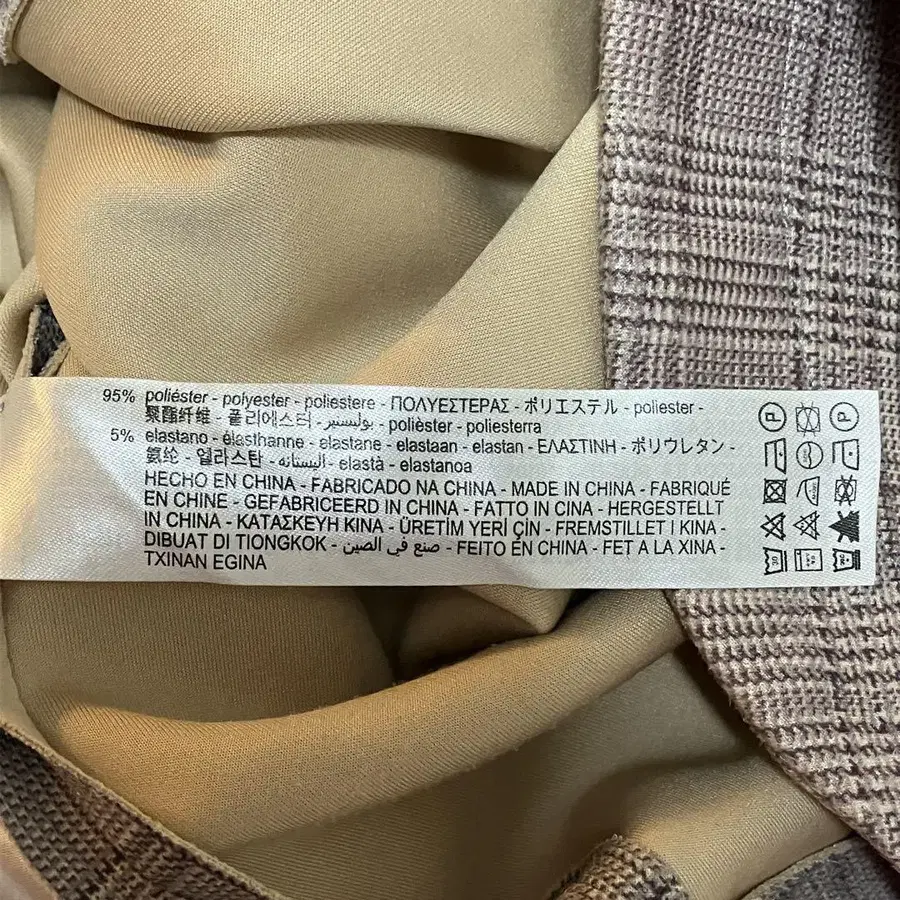 95% poliéster - polyester - poliestere - ΠΟΛΥΕΣΤΕΡΑΣ - ポリエステル - poliester -
聚酯纤维 - 폴리에스터 - بوليستير - polièster - poliesterra
5% elastano - élasthanne - elastane - elastaan - elastan - ΕΛΑΣΤΙΝΗ - ポリウレタン -
氨纶 - 엘라스탄 - اليستانه - elastà - elastanoa
HECHO EN CHINA - FABRICADO NA CHINA - MADE IN CHINA - FABRIQUÉ
EN CHINE - GEFABRICEERD IN CHINA - FATTO IN CINA - HERGESTELLT
IN CHINA - ΚΑΤΑΣΚΕΥΗ ΚΙΝΑ - ÜRETİM YERİ ÇİN - FREMSTILLET I KINA -
DIBUAT DI TIONGKOK - صنع في الصين - FEITO EN CHINA - FET A LA XINA -
TXINAN EGINA
P P